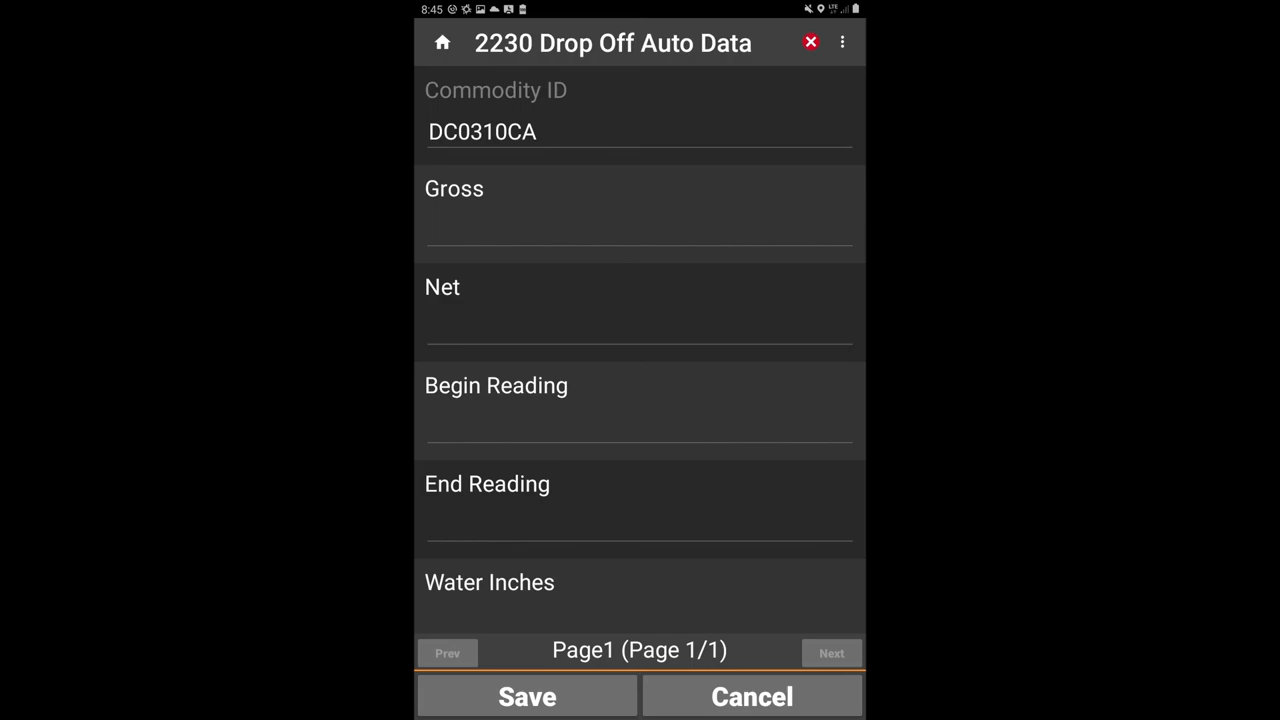 8:45 LTE
2230 Drop Off Auto Data
Commodity ID
DC0310CA
Gross
Net
Begin Reading
End Reading
Water Inches
Prev Page1 (Page 1/1) Next
Save Cancel